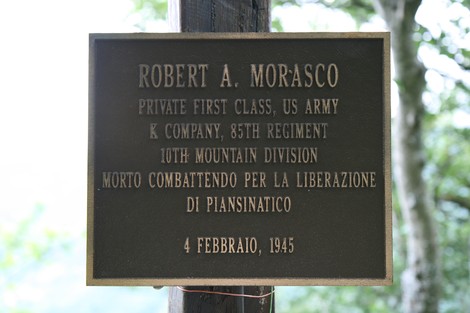 ROBERT A. MORASCO
PRIVATE FIRST CLASS, US ARMY
K COMPANY, 85TH REGIMENT
10TH MOUNTAIN DIVISION
MORTO COMBATTENDO PER LA LIBERAZIONE
DI PIANSINATICO
4 FEBBRAIO, 1945